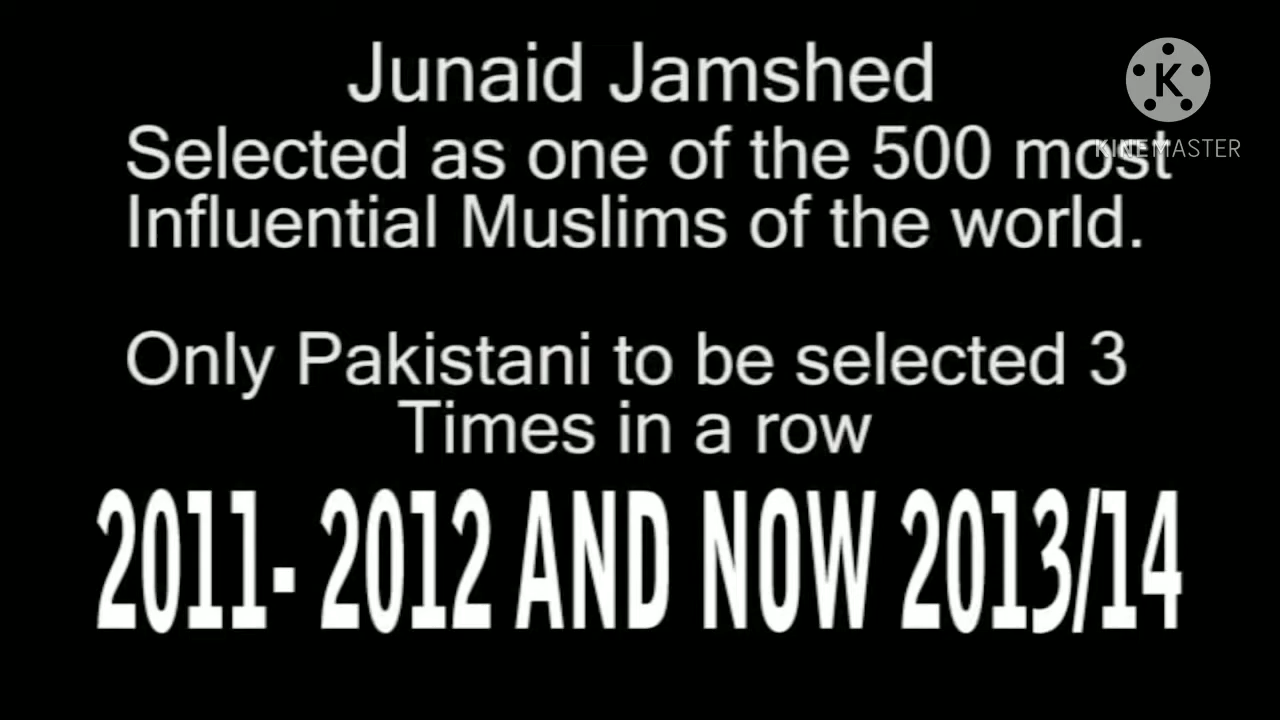 Junaid Jamshed
K
KINEMASTER
Selected as one of the 500 most
Influential Muslims of the world.
Only Pakistani to be selected 3
Times in a row
2011- 2012 AND NOW 2013/14